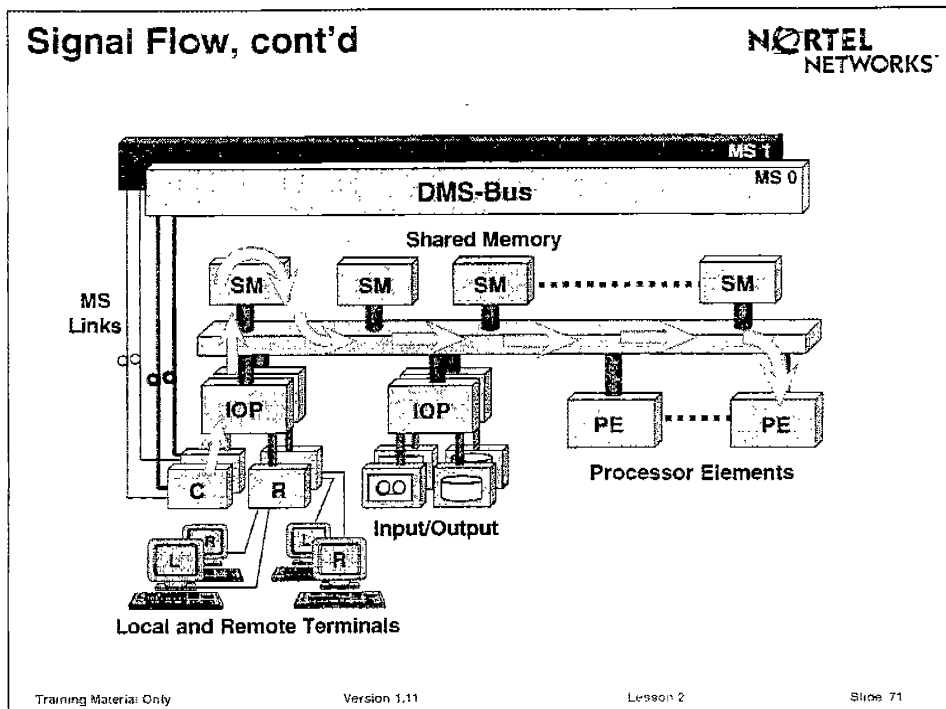 Signal Flow, cont'd
NORTEL
NETWORKS
MS 1
MS 0
DMS-Bus
Shared Memory
SM SM SM SM
MS
Links
IOP IOP PE PE
Processor Elements
C R
Input/Output
L R L R
Local and Remote Terminals
Training Material Only Version 1.11 Lesson 2 Slide 71